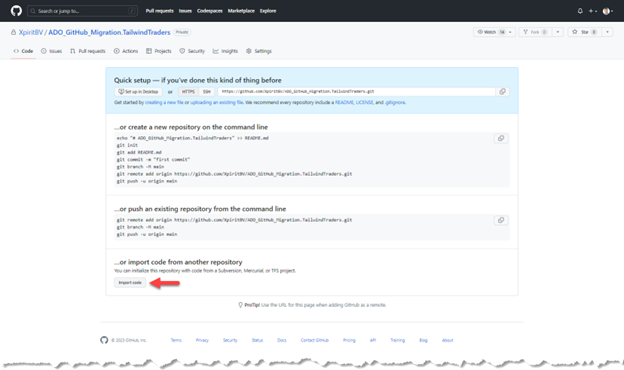 Search or jump to...
/
Pull requests
Issues
Codespaces
Marketplace
Explore
XpiritBV / ADO_GitHub_Migration.TailwindTraders
Private
Watch 14
Fork 0
Star 0
Code
Issues
Pull requests
Actions
Projects
Security
Insights
Settings
Quick setup — if you've done this kind of thing before
Set up in Desktop
or
HTTPS
SSH
https://github.com/XpiritBV/ADO_GitHub_Migration.TailwindTraders.git
Get started by creating a new file or uploading an existing file. We recommend every repository include a README, LICENSE, and .gitignore.
...or create a new repository on the command line
echo "# ADO_GitHub_Migration.TailwindTraders" >> README.md
git init
git add README.md
git commit -m "first commit"
git branch -M main
git remote add origin https://github.com/XpiritBV/ADO_GitHub_Migration.TailwindTraders.git
git push -u origin main
...or push an existing repository from the command line
git remote add origin https://github.com/XpiritBV/ADO_GitHub_Migration.TailwindTraders.git
git branch -M main
git push -u origin main
...or import code from another repository
You can initialize this repository with code from a Subversion, Mercurial, or TFS project.
Import code
ProTip! Use the URL for this page when adding GitHub as a remote.
© 2023 GitHub, Inc.
Terms
Privacy
Security
Status
Docs
Contact GitHub
Pricing
API
Training
Blog
About